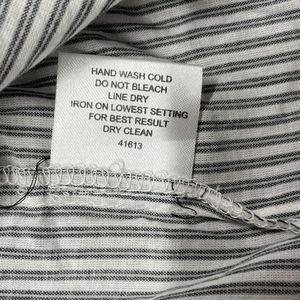 HAND WASH COLD
DO NOT BLEACH
LINE DRY
IRON ON LOWEST SETTING
FOR BEST RESULT
DRY CLEAN
41613